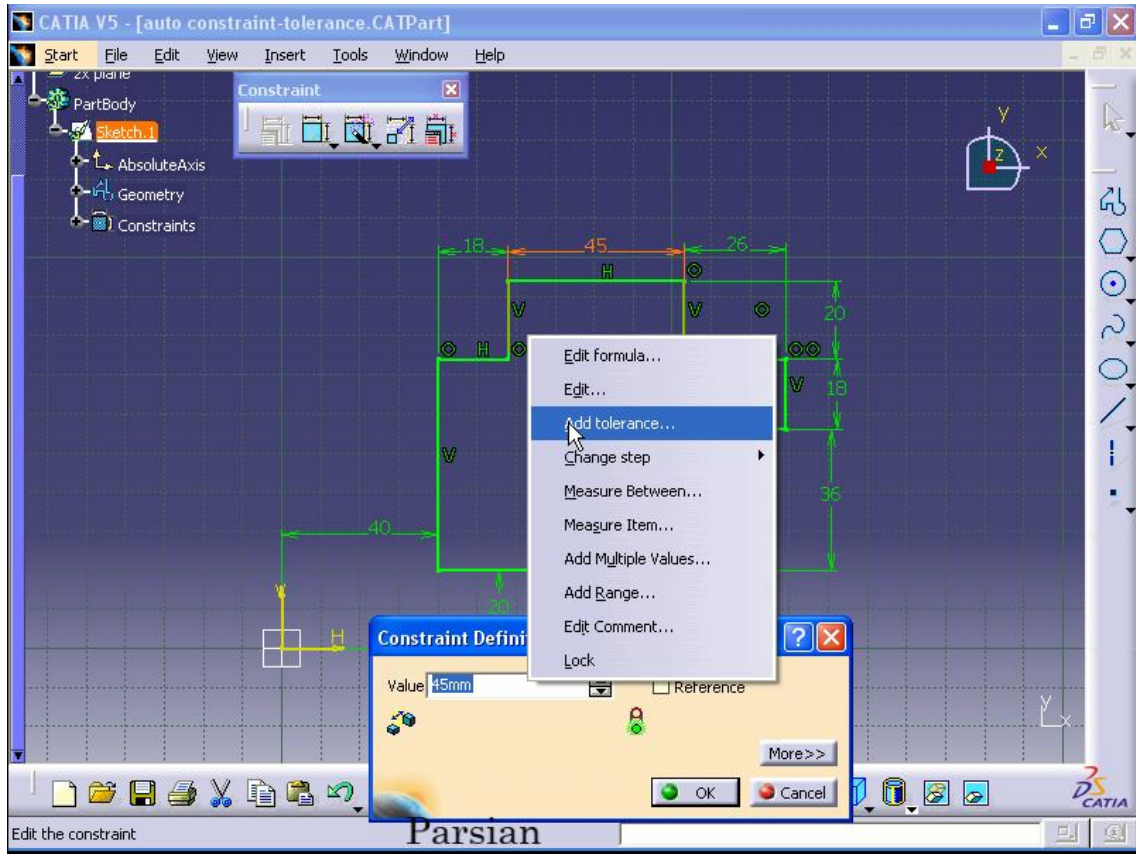 CATIA V5 - [auto constraint-tolerance.CATPart]
Start File Edit View Insert Tools Window Help
zx plane
PartBody
Sketch.1
AbsoluteAxis
Geometry
Constraints
Constraint
y
x
z
18 45 26
H
V V
20
H
V 18
V
36
40
20
V
H
Edit formula...
Edit...
Add tolerance...
Change step
Measure Between...
Measure Item...
Add Multiple Values...
Add Range...
Edit Comment...
Lock
Constraint Defini
Value 45mm Reference
More>>
OK Cancel
y
x
CATIA
Edit the constraint
Parsian